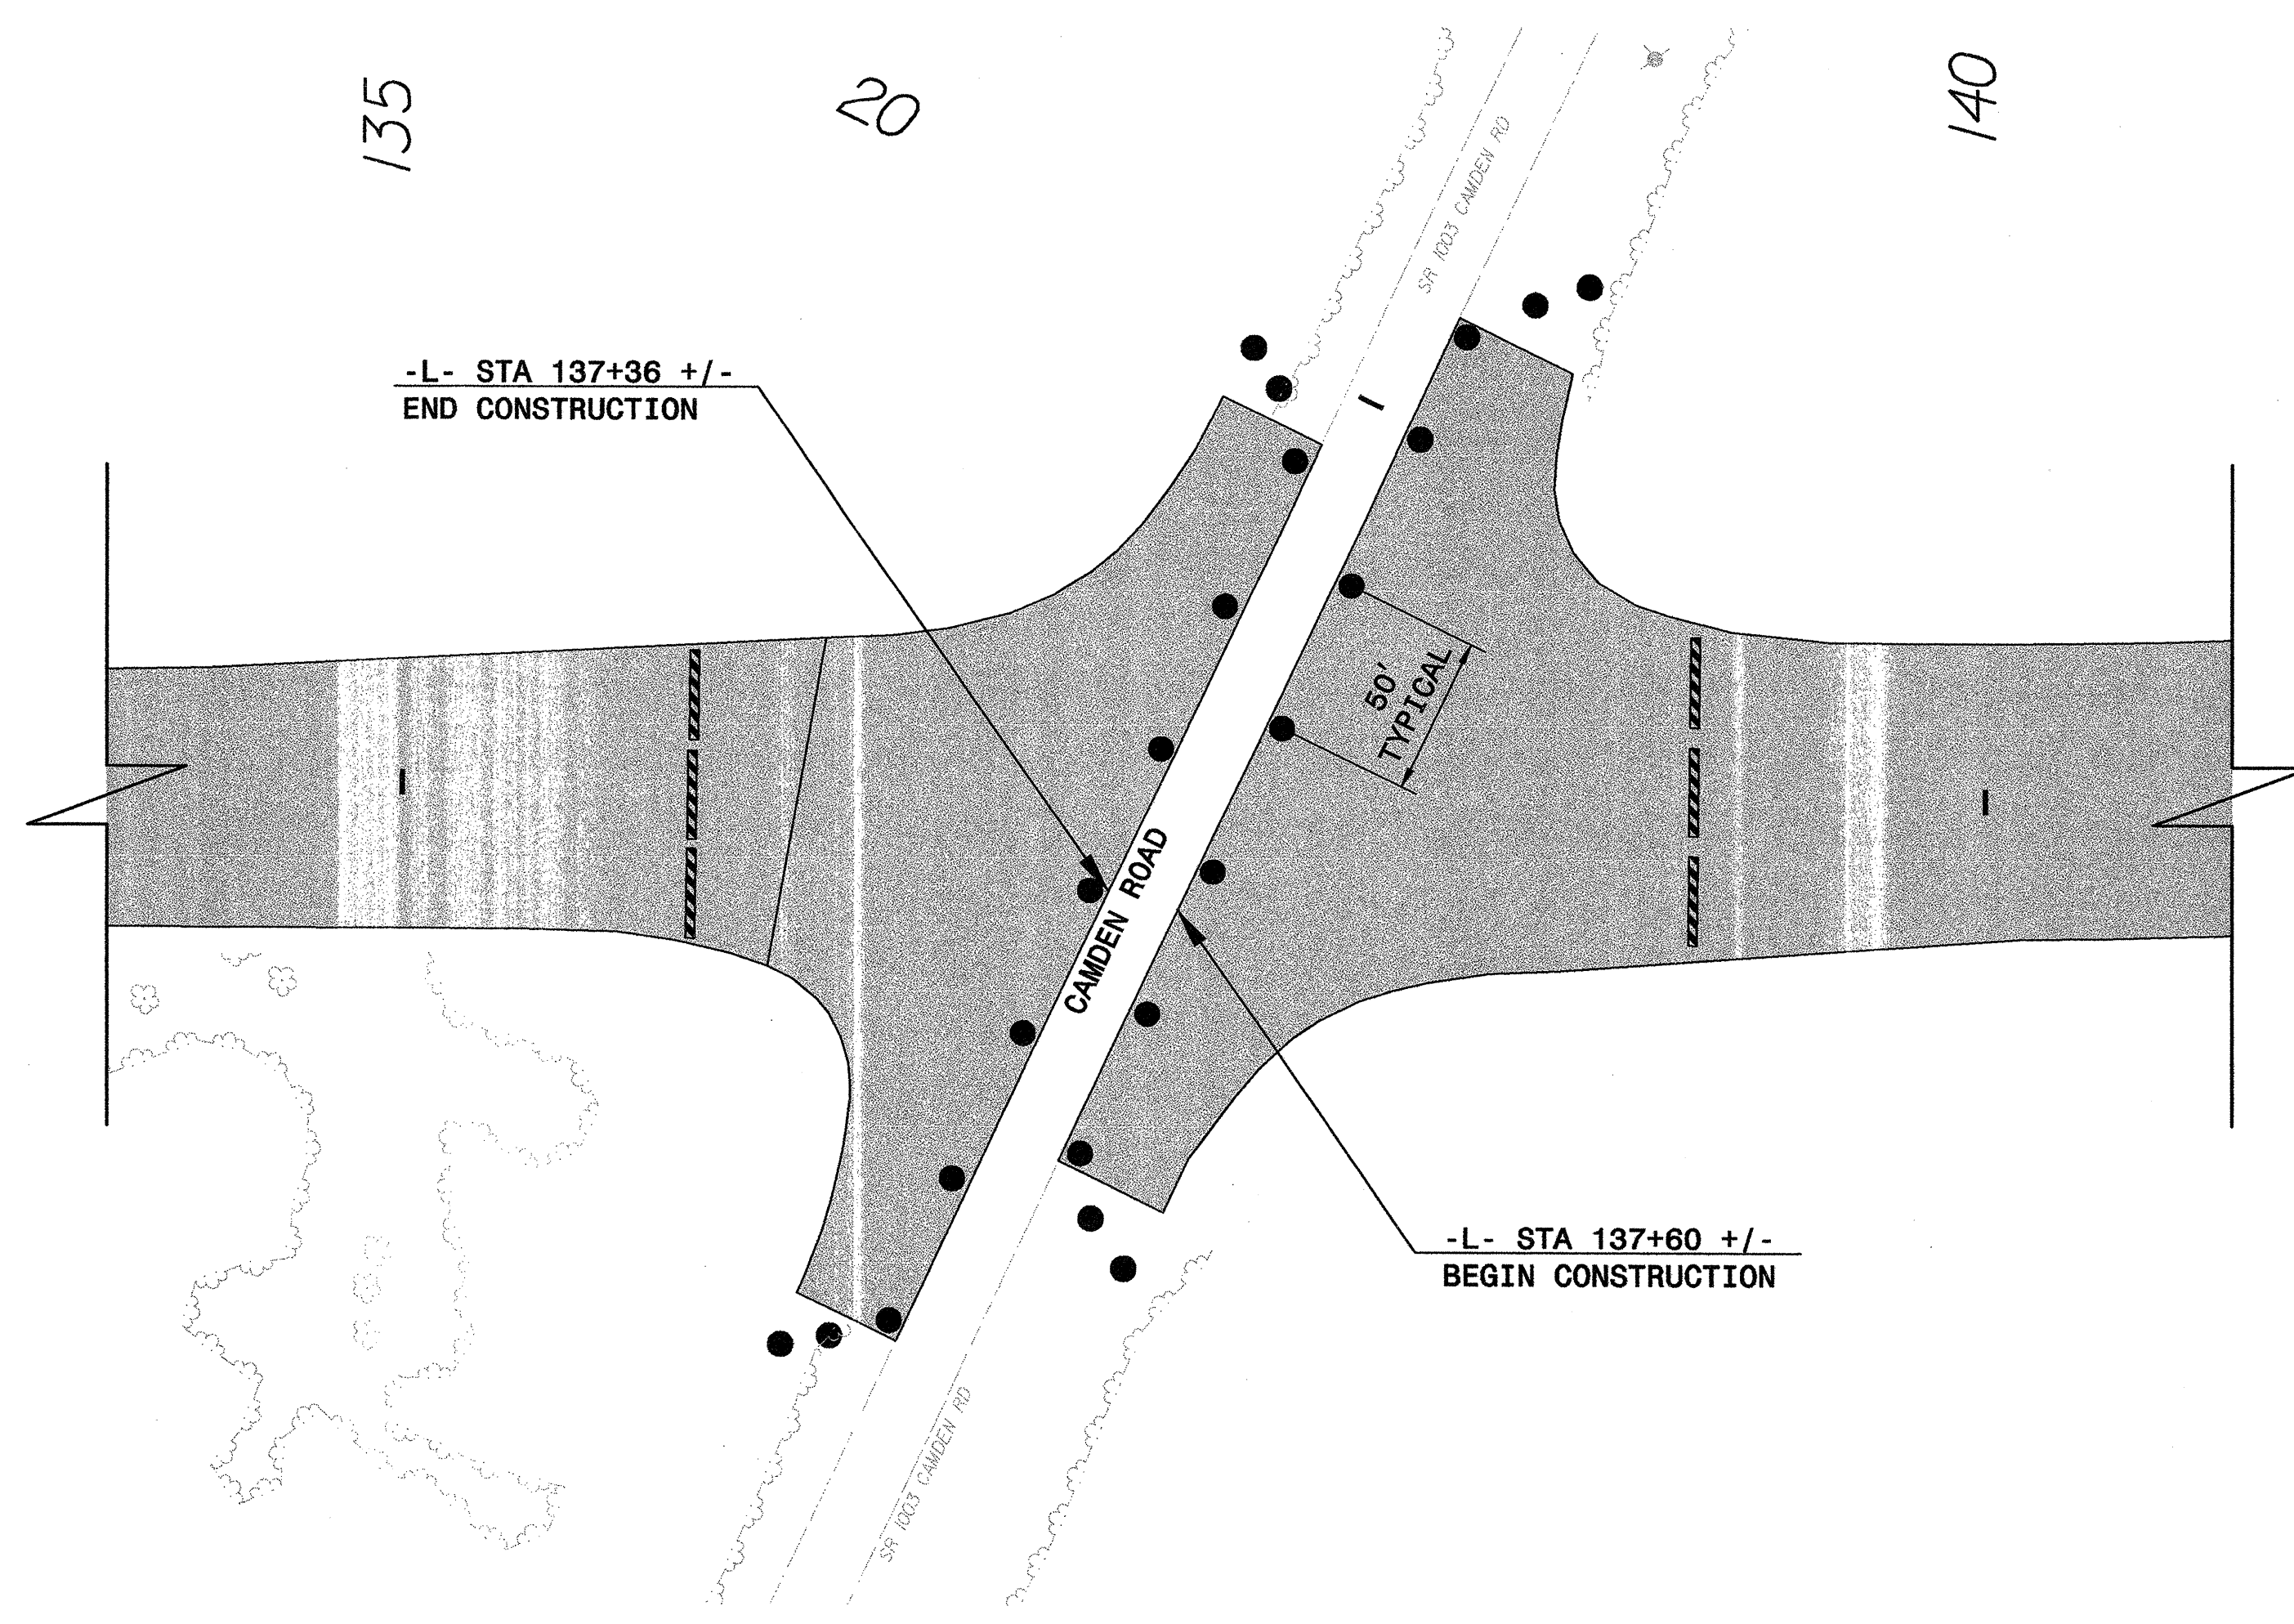 135
20
140
SR 1003 CAMDEN RD
-L- STA 137+36 +/-
END CONSTRUCTION
50'
TYPICAL
CAMDEN ROAD
-L- STA 137+60 +/-
BEGIN CONSTRUCTION
SR 1003 CAMDEN RD